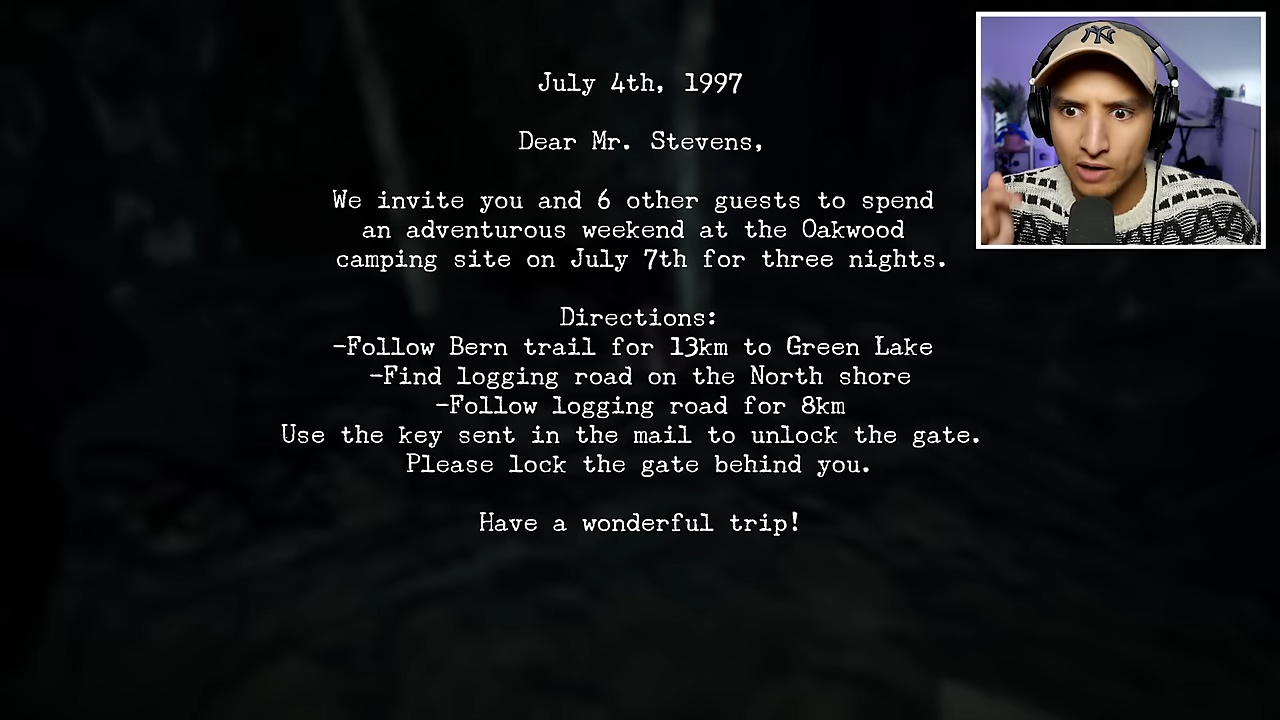 July 4th, 1997
Dear Mr. Stevens,
We invite you and 6 other guests to spend
an adventurous weekend at the Oakwood
camping site on July 7th for three nights.
Directions:
-Follow Bern trail for 13km to Green Lake
-Find logging road on the North shore
-Follow logging road for 8km
Use the key sent in the mail to unlock the gate.
Please lock the gate behind you.
Have a wonderful trip!